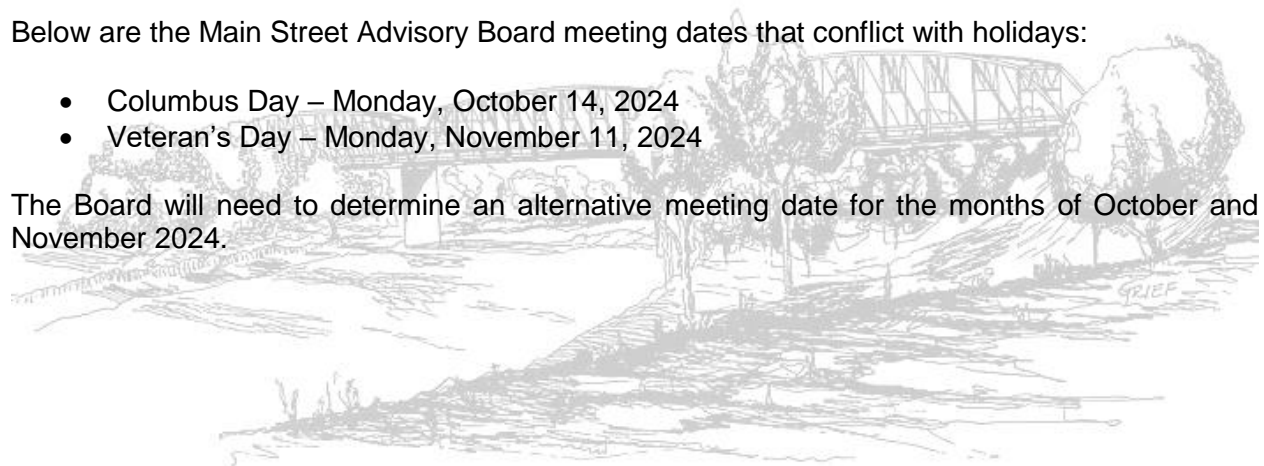 Below are the Main Street Advisory Board meeting dates that conflict with holidays:
• Columbus Day – Monday, October 14, 2024
• Veteran’s Day – Monday, November 11, 2024
The Board will need to determine an alternative meeting date for the months of October and
November 2024.
GRIEF